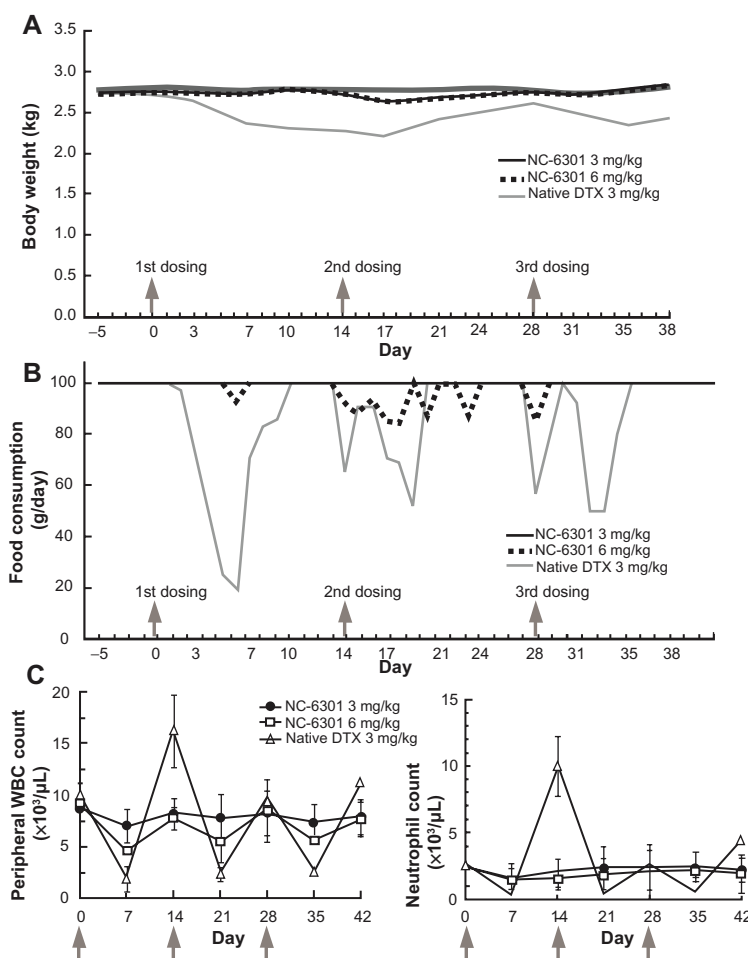 A
3.5
3.0
2.5
2.0
1.5
1.0
0.5
0.0
Body weight (kg)
NC-6301 3 mg/kg
NC-6301 6 mg/kg
Native DTX 3 mg/kg
1st dosing
2nd dosing
3rd dosing
–5 0 3 7 10 14 17 21 24 28 31 35 38
Day
B
100
80
60
40
20
0
Food consumption
(g/day)
NC-6301 3 mg/kg
NC-6301 6 mg/kg
Native DTX 3 mg/kg
1st dosing
2nd dosing
3rd dosing
–5 0 3 7 10 14 17 21 24 28 31 35 38
Day
C
20
15
10
5
0
Peripheral WBC count
(×10³/µL)
NC-6301 3 mg/kg
NC-6301 6 mg/kg
Native DTX 3 mg/kg
0 7 14 21 28 35 42
Day
15
10
5
0
Neutrophil count
(×10³/µL)
0 7 14 21 28 35 42
Day